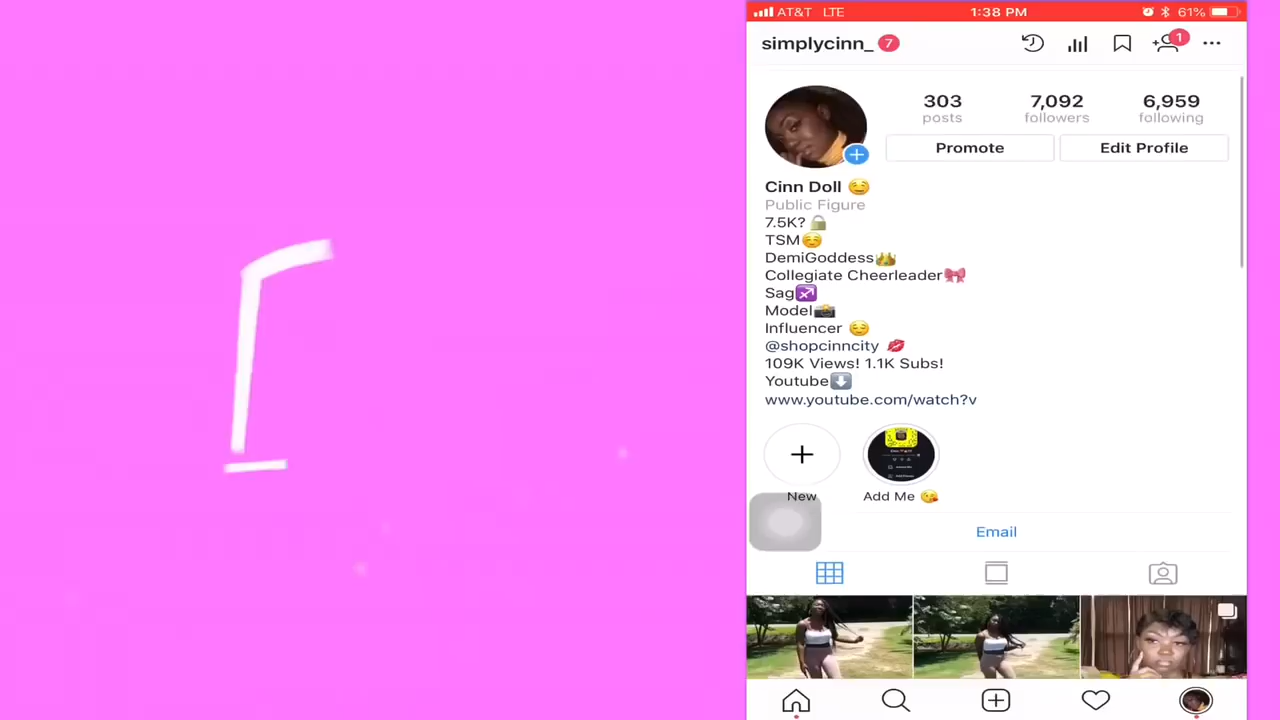 AT&T LTE 1:38 PM 61%
simplycinn_ 7 1
303 7,092 6,959
posts followers following
Promote Edit Profile
Cinn Doll 🤤
Public Figure
7.5K? 🔒
TSM☺️
DemiGoddess👸🏾
Collegiate Cheerleader🎀
Sag♐
Model📸
Influencer 😌
@shopcinncity 💋
109K Views! 1.1K Subs!
Youtube⬇️
www.youtube.com/watch?v
New Add Me 😘
Email